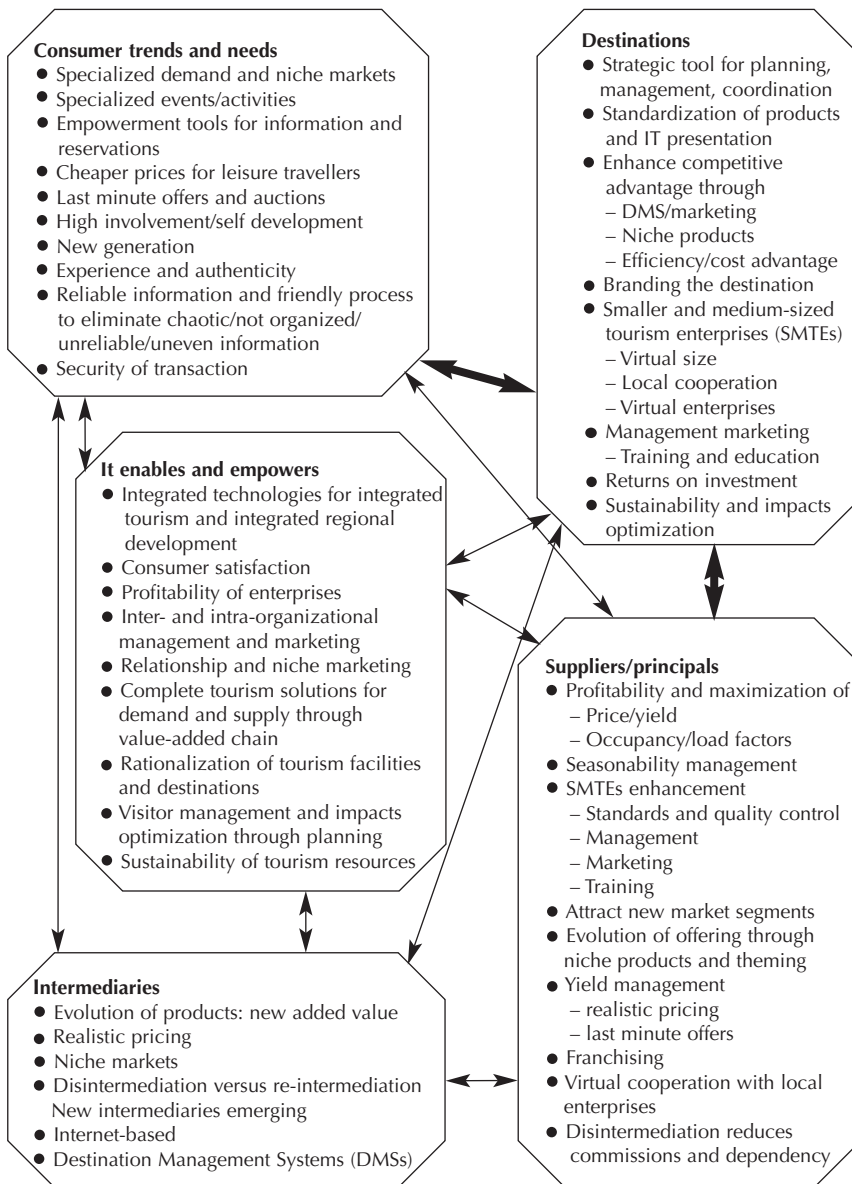 Consumer trends and needs
● Specialized demand and niche markets
● Specialized events/activities
● Empowerment tools for information and
reservations
● Cheaper prices for leisure travellers
● Last minute offers and auctions
● High involvement/self development
● New generation
● Experience and authenticity
● Reliable information and friendly process
to eliminate chaotic/not organized/
unreliable/uneven information
● Security of transaction
Destinations
● Strategic tool for planning,
management, coordination
● Standardization of products
and IT presentation
● Enhance competitive
advantage through
– DMS/marketing
– Niche products
– Efficiency/cost advantage
● Branding the destination
● Smaller and medium-sized
tourism enterprises (SMTEs)
– Virtual size
– Local cooperation
– Virtual enterprises
● Management marketing
– Training and education
● Returns on investment
● Sustainability and impacts
optimization
It enables and empowers
● Integrated technologies for integrated
tourism and integrated regional
development
● Consumer satisfaction
● Profitability of enterprises
● Inter- and intra-organizational
management and marketing
● Relationship and niche marketing
● Complete tourism solutions for
demand and supply through
value-added chain
● Rationalization of tourism facilities
and destinations
● Visitor management and impacts
optimization through planning
● Sustainability of tourism resources
Suppliers/principals
● Profitability and maximization of
– Price/yield
– Occupancy/load factors
● Seasonability management
● SMTEs enhancement
– Standards and quality control
– Management
– Marketing
– Training
● Attract new market segments
● Evolution of offering through
niche products and theming
● Yield management
– realistic pricing
– last minute offers
● Franchising
● Virtual cooperation with local
enterprises
● Disintermediation reduces
commissions and dependency
Intermediaries
● Evolution of products: new added value
● Realistic pricing
● Niche markets
● Disintermediation versus re-intermediation
New intermediaries emerging
● Internet-based
● Destination Management Systems (DMSs)